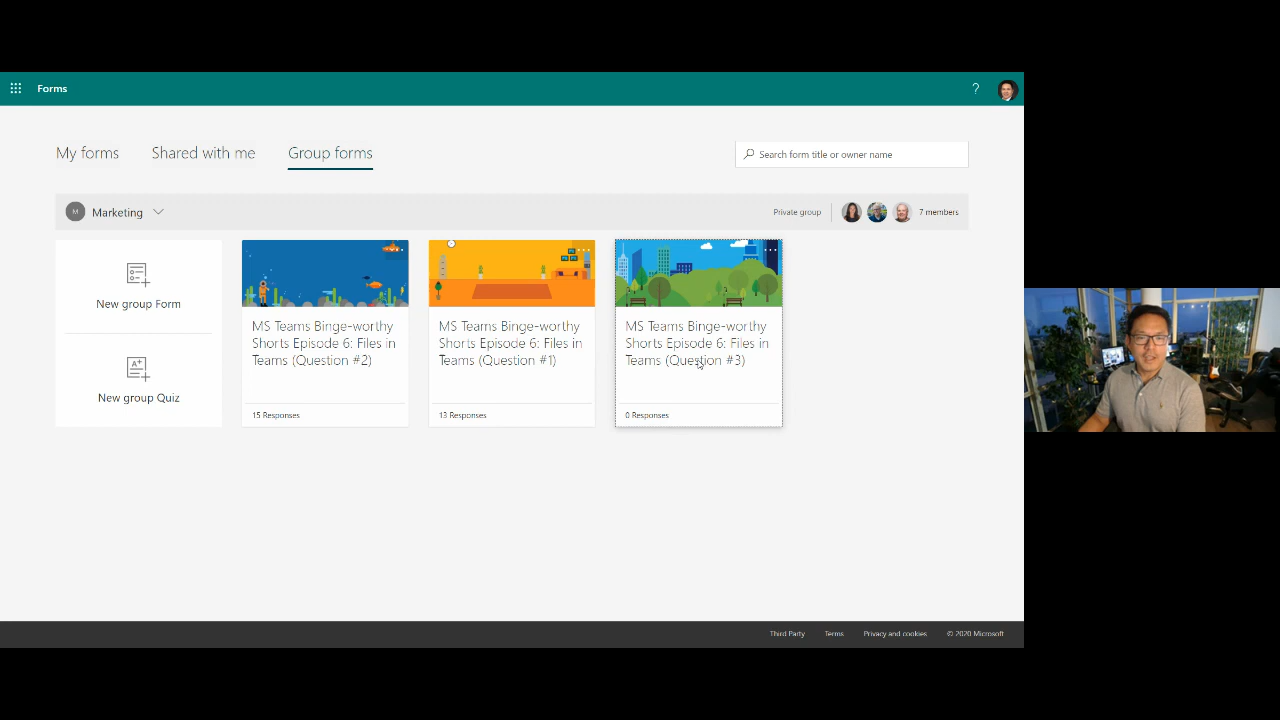 Forms
?
My forms
Shared with me
Group forms
Search form title or owner name
M
Marketing
Private group
7 members
New group Form
New group Quiz
MS Teams Binge-worthy
Shorts Episode 6: Files in
Teams (Question #2)
15 Responses
MS Teams Binge-worthy
Shorts Episode 6: Files in
Teams (Question #1)
13 Responses
MS Teams Binge-worthy
Shorts Episode 6: Files in
Teams (Question #3)
0 Responses
Third Party
Terms
Privacy and cookies
© 2020 Microsoft